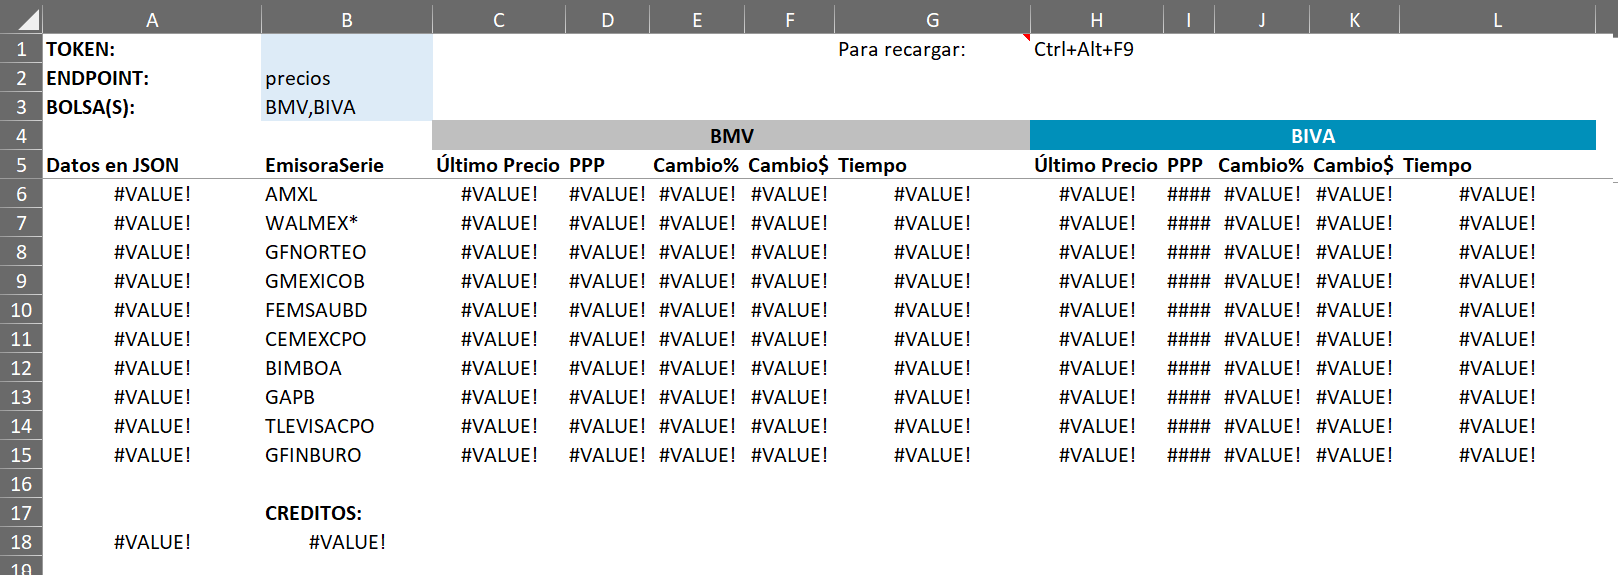 A B C D E F G H I J K L
1 TOKEN: Para recargar: Ctrl+Alt+F9
2 ENDPOINT: precios
3 BOLSA(S): BMV,BIVA
4 BMV BIVA
5 Datos en JSON EmisoraSerie Último Precio PPP Cambio% Cambio$ Tiempo Último Precio PPP Cambio% Cambio$ Tiempo
6 #VALUE! AMXL #VALUE! #VALUE! #VALUE! #VALUE! #VALUE! #VALUE! #### #VALUE! #VALUE! #VALUE!
7 #VALUE! WALMEX* #VALUE! #VALUE! #VALUE! #VALUE! #VALUE! #VALUE! #### #VALUE! #VALUE! #VALUE!
8 #VALUE! GFNORTEO #VALUE! #VALUE! #VALUE! #VALUE! #VALUE! #VALUE! #### #VALUE! #VALUE! #VALUE!
9 #VALUE! GMEXICOB #VALUE! #VALUE! #VALUE! #VALUE! #VALUE! #VALUE! #### #VALUE! #VALUE! #VALUE!
10 #VALUE! FEMSAUBD #VALUE! #VALUE! #VALUE! #VALUE! #VALUE! #VALUE! #### #VALUE! #VALUE! #VALUE!
11 #VALUE! CEMEXCPO #VALUE! #VALUE! #VALUE! #VALUE! #VALUE! #VALUE! #### #VALUE! #VALUE! #VALUE!
12 #VALUE! BIMBOA #VALUE! #VALUE! #VALUE! #VALUE! #VALUE! #VALUE! #### #VALUE! #VALUE! #VALUE!
13 #VALUE! GAPB #VALUE! #VALUE! #VALUE! #VALUE! #VALUE! #VALUE! #### #VALUE! #VALUE! #VALUE!
14 #VALUE! TLEVISACPO #VALUE! #VALUE! #VALUE! #VALUE! #VALUE! #VALUE! #### #VALUE! #VALUE! #VALUE!
15 #VALUE! GFINBURO #VALUE! #VALUE! #VALUE! #VALUE! #VALUE! #VALUE! #### #VALUE! #VALUE! #VALUE!
16
17 CREDITOS:
18 #VALUE! #VALUE!
19